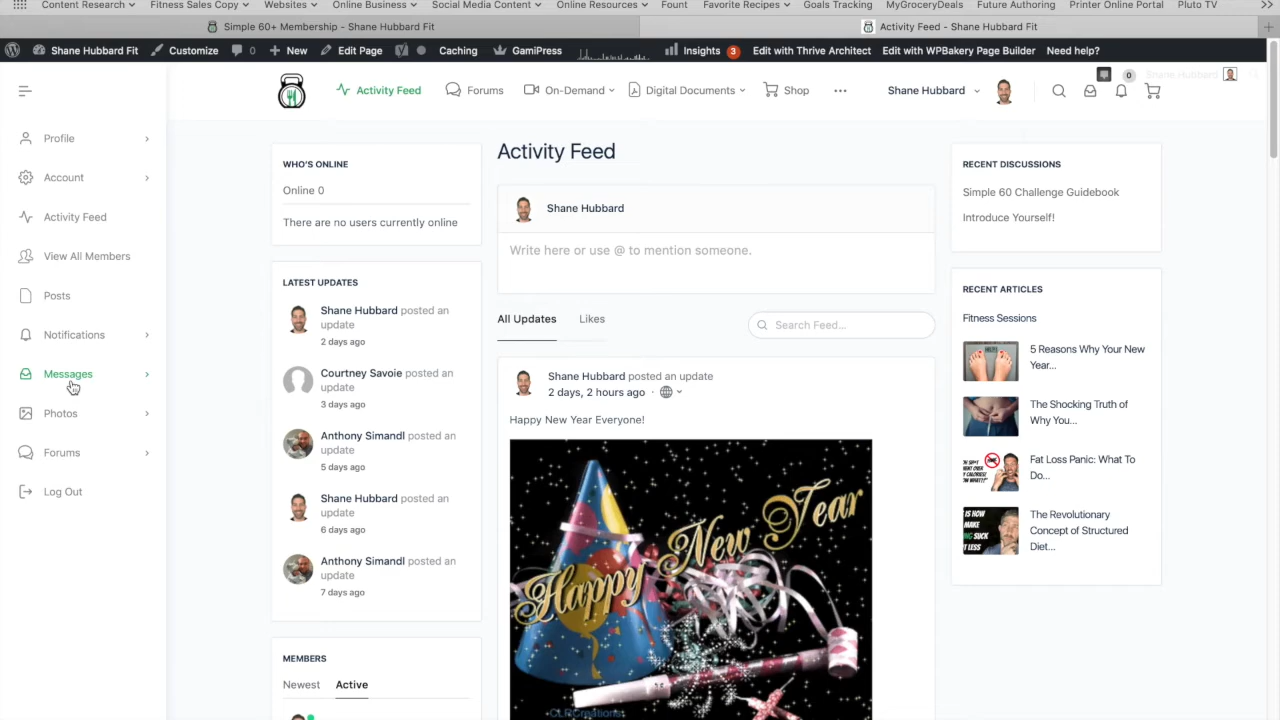 Content Research Fitness Sales Copy Websites Online Business Social Media Content Online Resources Fount Favorite Recipes Goals Tracking MyGroceryDeals Future Authoring Printer Online Portal Pluto TV
Simple 60+ Membership - Shubbard Fit
Activity Feed - Shane Hubbard Fit
Shane Hubbard Fit Customize 0 New Edit Page Caching GamiPress Insights 3 Edit with Thrive Architect Edit with WPBakery Page Builder Need help?
0 Shane Hubbard
Activity Feed Forums On-Demand Digital Documents Shop Shane Hubbard
Profile
Account
Activity Feed
View All Members
Posts
Notifications
Messages
Photos
Forums
Log Out
WHO'S ONLINE
Online 0
There are no users currently online
LATEST UPDATES
Shane Hubbard posted an
update
2 days ago
Courtney Savoie posted an
update
3 days ago
Anthony Simandl posted an
update
5 days ago
Shane Hubbard posted an
update
6 days ago
Anthony Simandl posted an
update
7 days ago
MEMBERS
Newest Active
Activity Feed
Shane Hubbard
Write here or use @ to mention someone.
All Updates Likes
Search Feed...
Shane Hubbard posted an update
2 days, 2 hours ago
Happy New Year Everyone!
Happy New Year
CLRCreations
RECENT DISCUSSIONS
Simple 60 Challenge Guidebook
Introduce Yourself!
RECENT ARTICLES
Fitness Sessions
5 Reasons Why Your New
Year...
The Shocking Truth of
Why You...
Fat Loss Panic: What To
Do...
The Revolutionary
Concept of Structured
Diet...